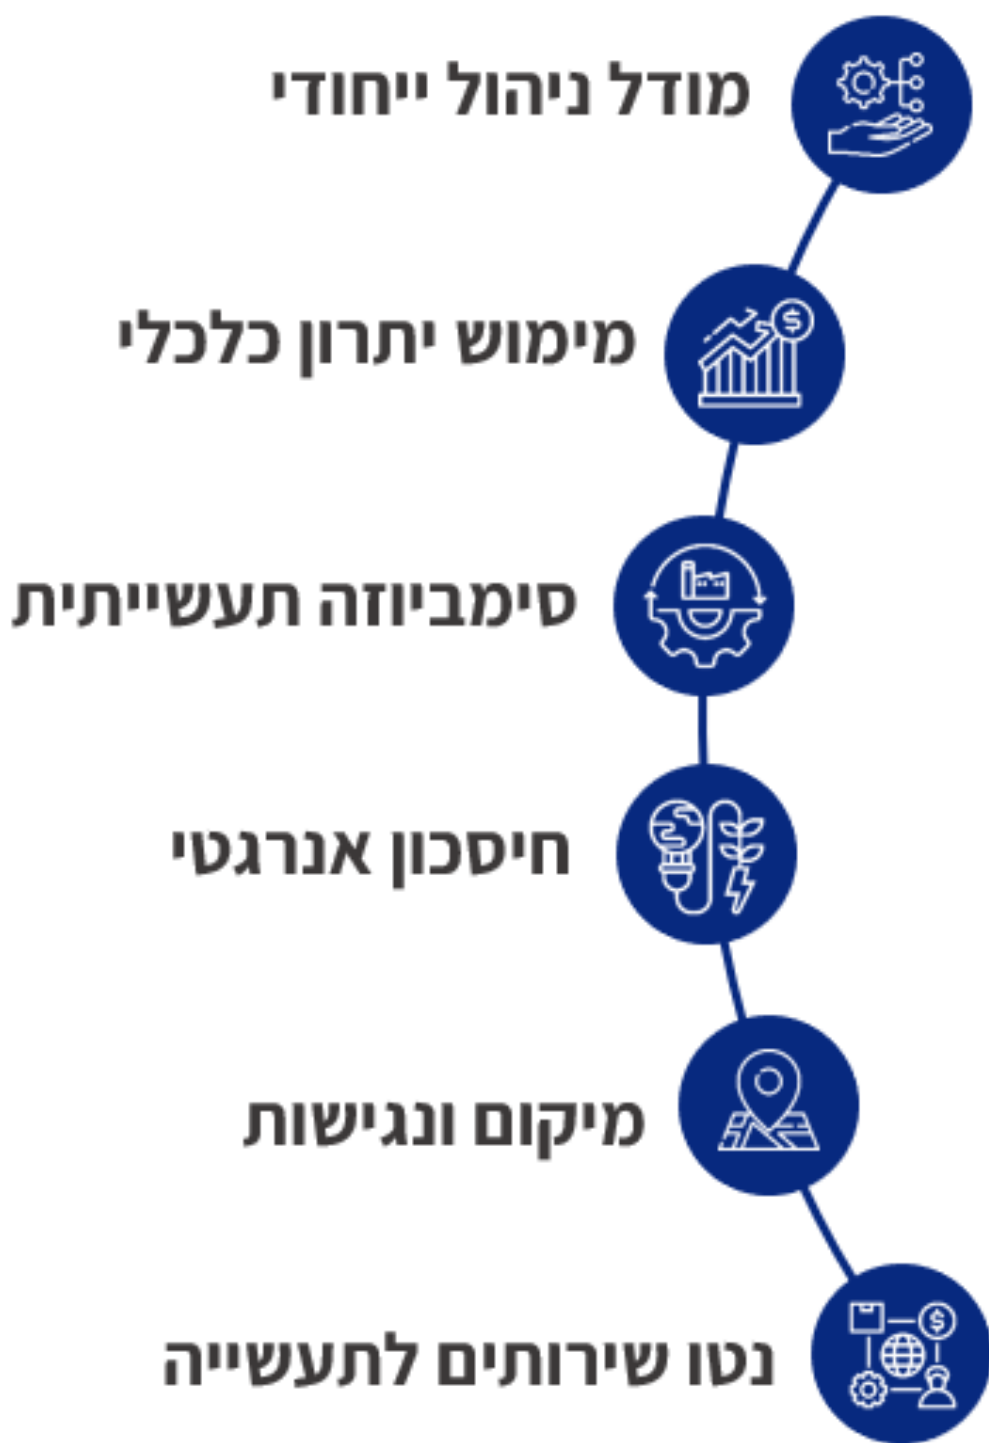 מודל ניהול ייחודי
מימוש יתרון כלכלי
סימביוזה תעשייתית
חיסכון אנרגטי
מיקום ונגישות
נטו שירותים לתעשייה